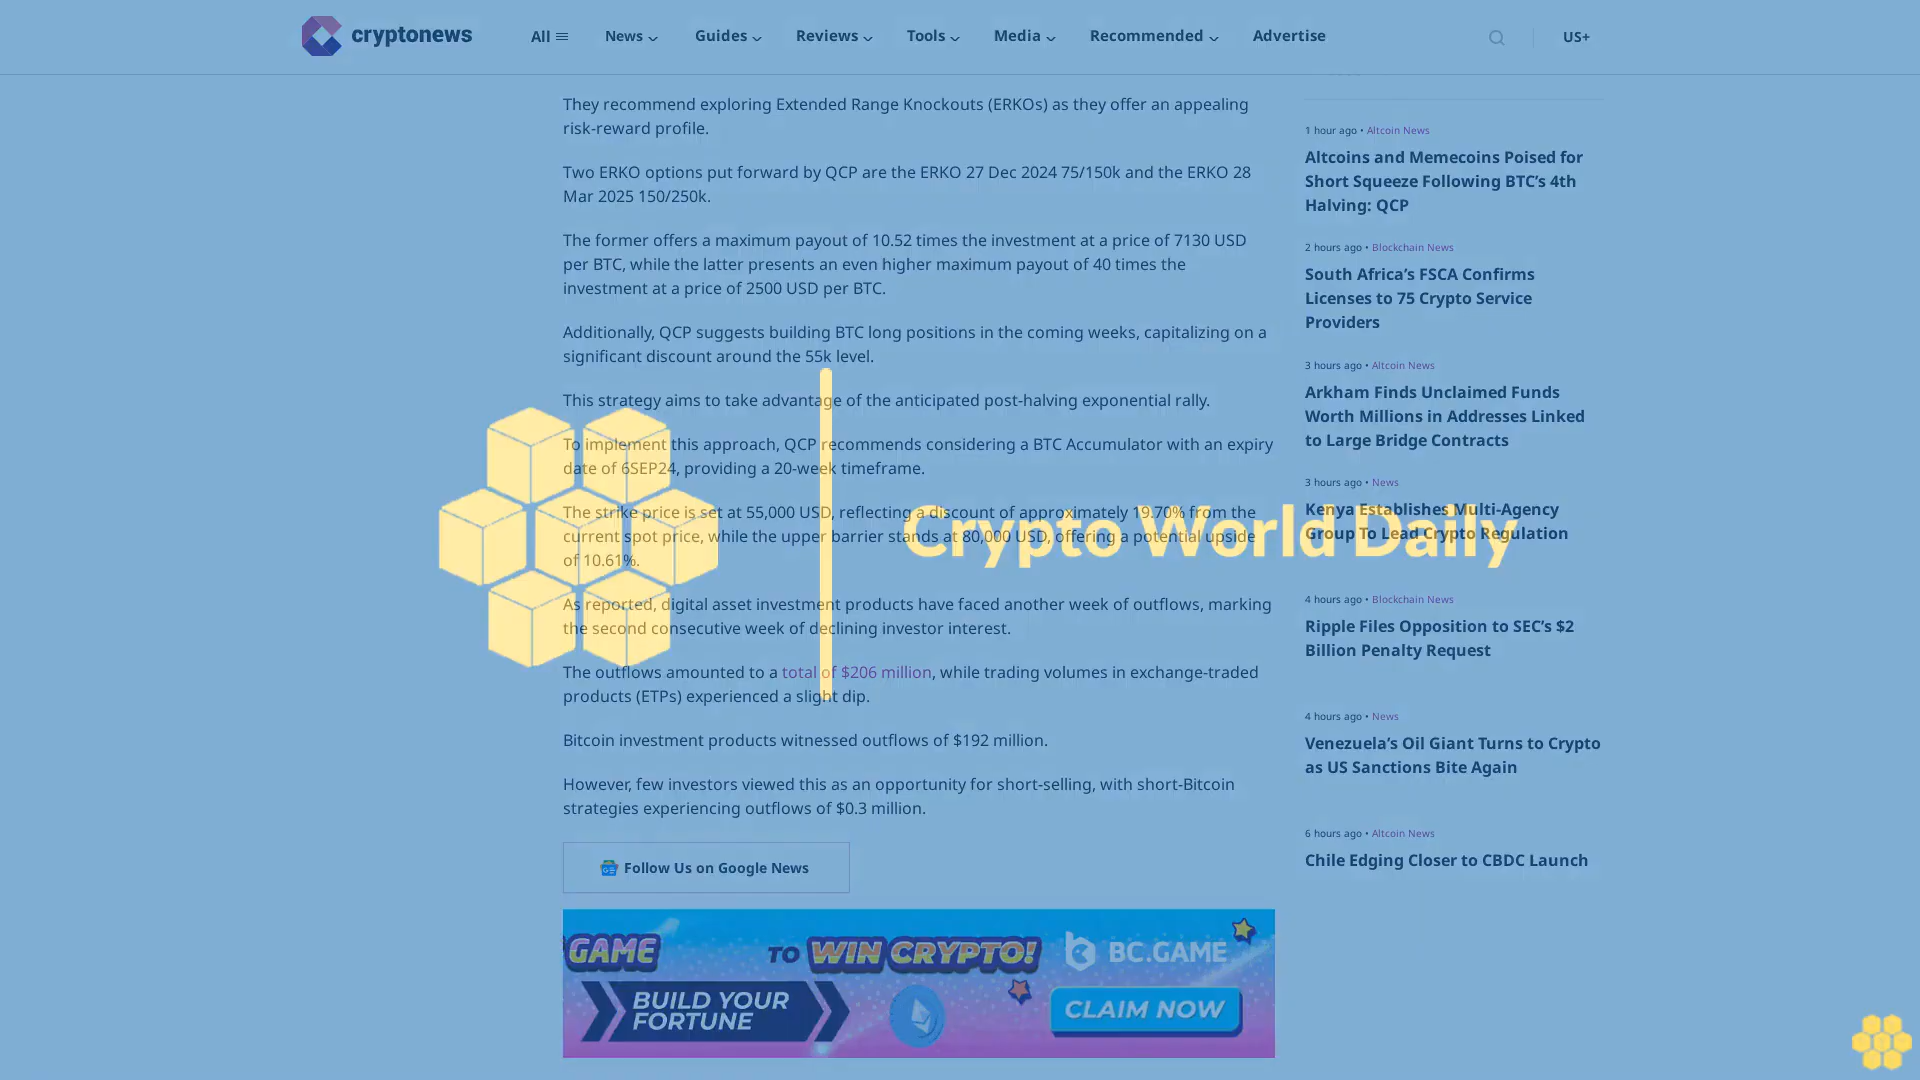 cryptonews
All News Guides Reviews Tools Media Recommended Advertise US+
They recommend exploring Extended Range Knockouts (ERKOs) as they offer an appealing
risk-reward profile.
Two ERKO options put forward by QCP are the ERKO 27 Dec 2024 75/150k and the ERKO 28
Mar 2025 150/250k.
The former offers a maximum payout of 10.52 times the investment at a price of 7130 USD
per BTC, while the latter presents an even higher maximum payout of 40 times the
investment at a price of 2500 USD per BTC.
Additionally, QCP suggests building BTC long positions in the coming weeks, capitalizing on a
significant discount around the 55k level.
This strategy aims to take advantage of the anticipated post-halving exponential rally.
To implement this approach, QCP recommends considering a BTC Accumulator with an expiry
date of 6SEP24, providing a 20-week timeframe.
The strike price is set at 55,000 USD, reflecting a discount of approximately 19.70% from the
current spot price, while the upper barrier stands at 80,000 USD, offering a potential upside
of 10.61%.
As reported, digital asset investment products have faced another week of outflows, marking
the second consecutive week of declining investor interest.
The outflows amounted to a total of $206 million, while trading volumes in exchange-traded
products (ETPs) experienced a slight dip.
Bitcoin investment products witnessed outflows of $192 million.
However, few investors viewed this as an opportunity for short-selling, with short-Bitcoin
strategies experiencing outflows of $0.3 million.
Follow Us on Google News
GAME TO WIN CRYPTO! BC.GAME
BUILD YOUR
FORTUNE
CLAIM NOW
1 hour ago • Altcoin News
Altcoins and Memecoins Poised for
Short Squeeze Following BTC’s 4th
Halving: QCP
2 hours ago • Blockchain News
South Africa’s FSCA Confirms
Licenses to 75 Crypto Service
Providers
3 hours ago • Altcoin News
Arkham Finds Unclaimed Funds
Worth Millions in Addresses Linked
to Large Bridge Contracts
3 hours ago • News
Kenya Establishes Multi-Agency
Group To Lead Crypto Regulation
4 hours ago • Blockchain News
Ripple Files Opposition to SEC’s $2
Billion Penalty Request
4 hours ago • News
Venezuela’s Oil Giant Turns to Crypto
as US Sanctions Bite Again
6 hours ago • Altcoin News
Chile Edging Closer to CBDC Launch
Crypto World Daily